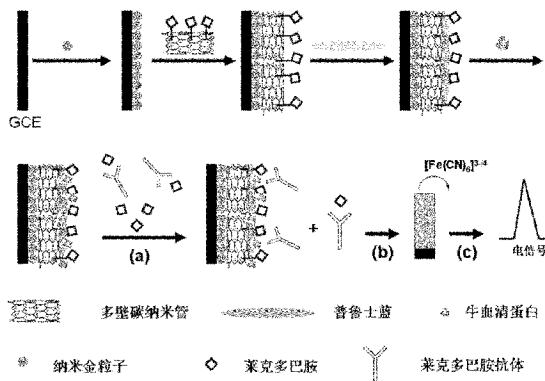 GCE
[Fe(CN)₆]³⁻/⁴
(a)
+
(b)
(c)
电信号
多壁碳纳米管
普鲁士蓝
牛血清蛋白
纳米金粒子
莱克多巴胺
莱克多巴胺抗体